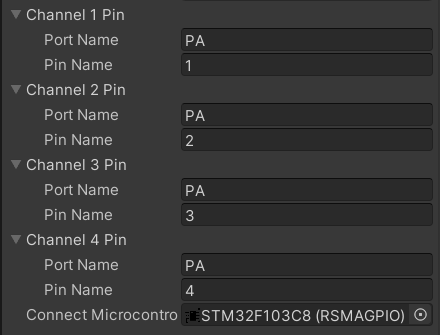 Channel 1 Pin
Port Name PA
Pin Name 1
Channel 2 Pin
Port Name PA
Pin Name 2
Channel 3 Pin
Port Name PA
Pin Name 3
Channel 4 Pin
Port Name PA
Pin Name 4
Connect Microcontro STM32F103C8 (RSMAGPIO)